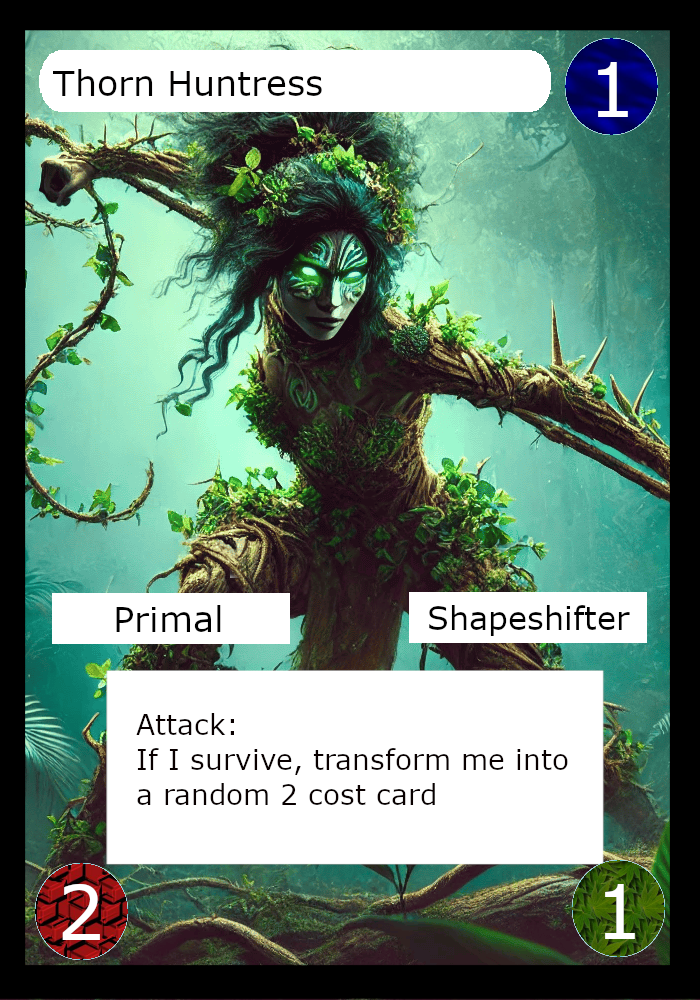 Thorn Huntress
1
Primal
Shapeshifter
Attack:
If I survive, transform me into
a random 2 cost card
2
1